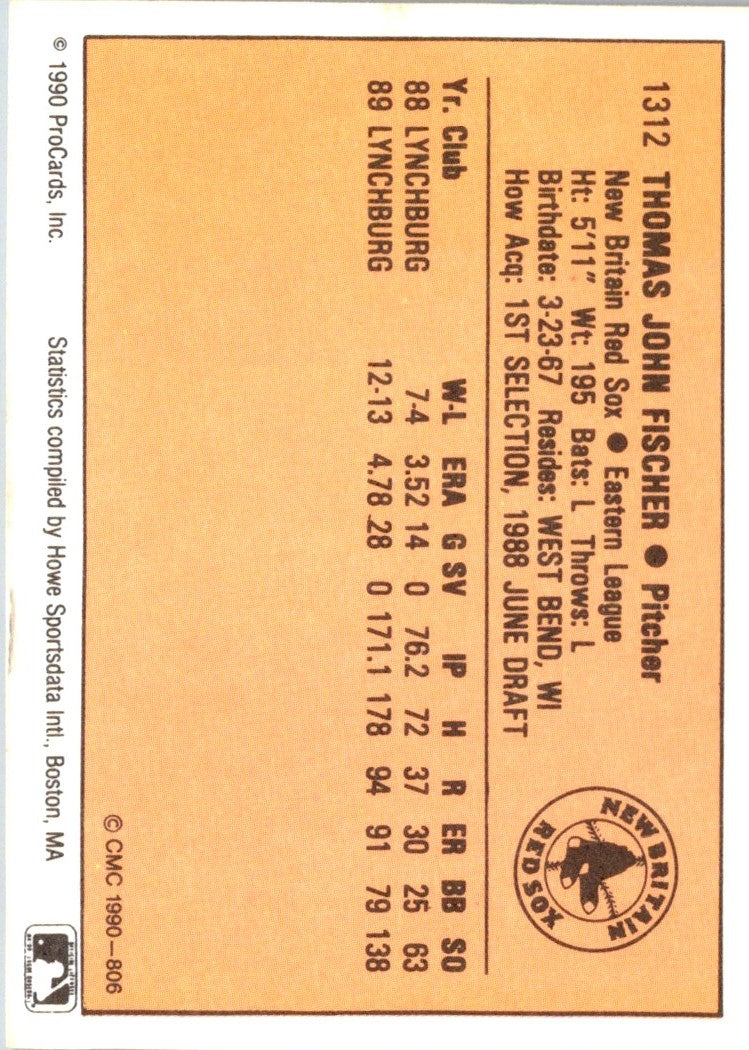 1312 THOMAS JOHN FISCHER ● Pitcher
New Britain Red Sox ● Eastern League
Ht: 5'11" Wt: 195 Bats: L Throws: L
Birthdate: 3-23-67 Resides: WEST BEND, WI
How Acq: 1ST SELECTION, 1988 JUNE DRAFT
NEW BRITAIN
RED SOX
Yr. Club W-L ERA G SV IP H R ER BB SO
88 LYNCHBURG 7-4 3.52 14 0 76.2 72 37 30 25 63
89 LYNCHBURG 12-13 4.78 28 0 171.1 178 94 91 79 138
© CMC 1990—806
© 1990 ProCards, Inc. Statistics compiled by Howe Sportsdata Intl., Boston, MA